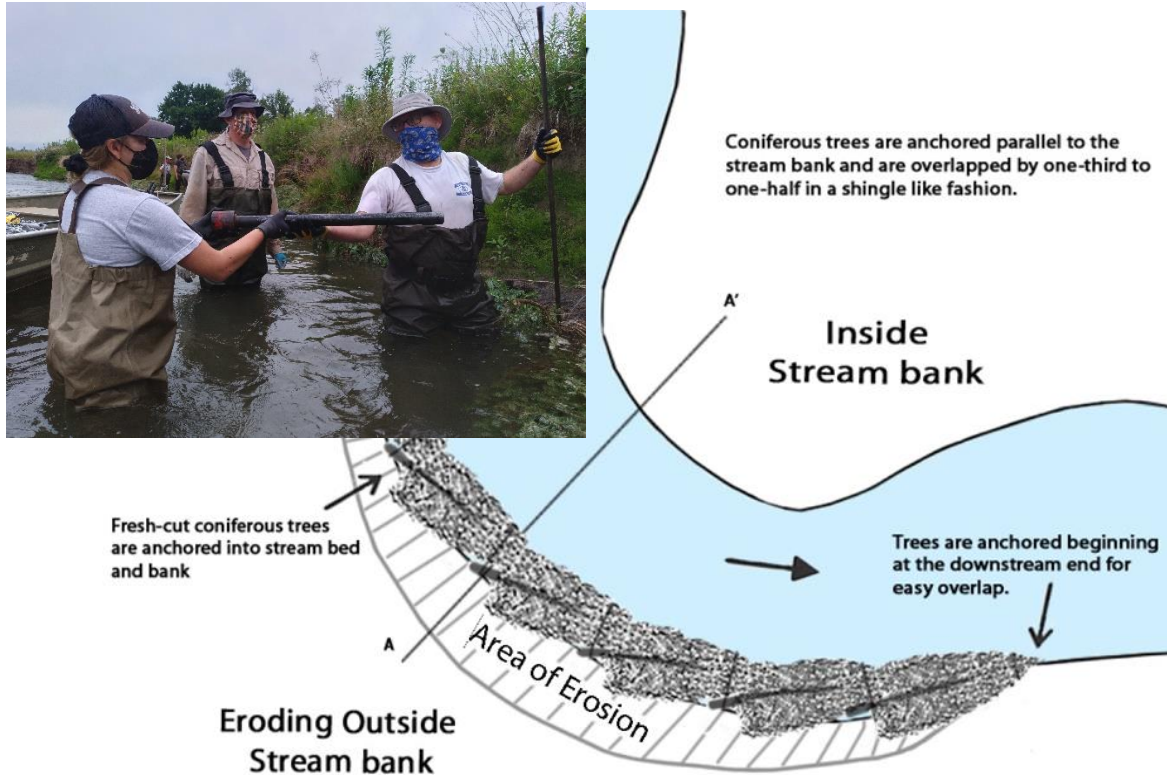 Coniferous trees are anchored parallel to the
stream bank and are overlapped by one-third to
one-half in a shingle like fashion.
A'
Inside
Stream bank
Fresh-cut coniferous trees
are anchored into stream bed
and bank
Trees are anchored beginning
at the downstream end for
easy overlap.
A
Area of Erosion
Eroding Outside
Stream bank